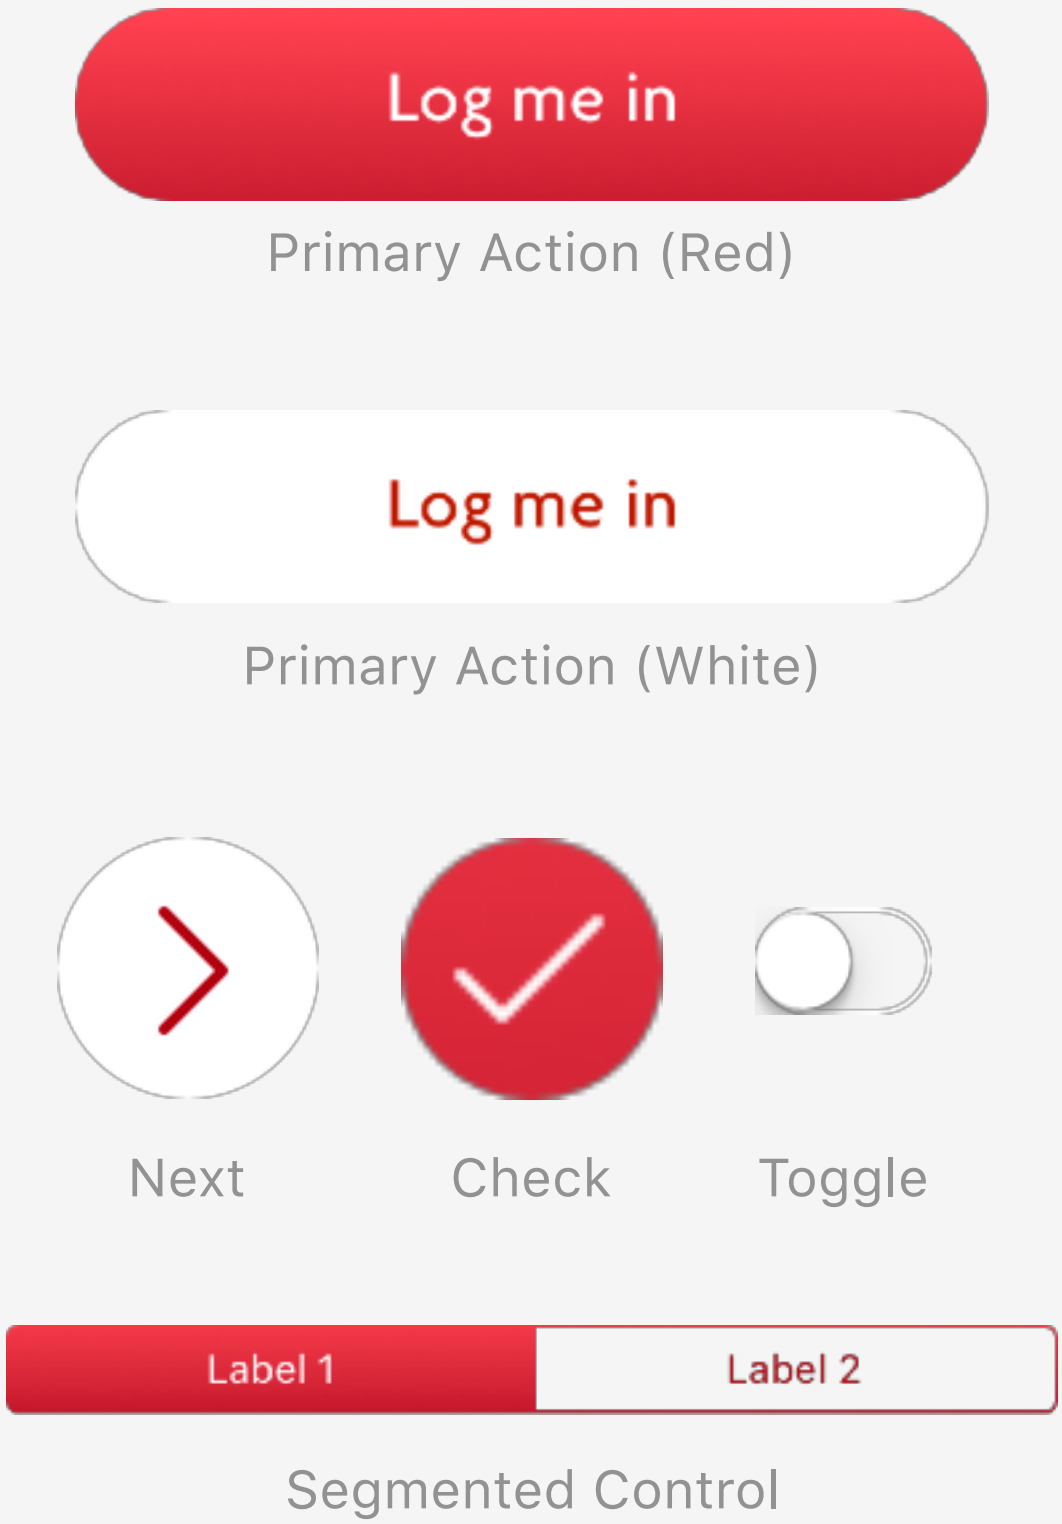 Log me in
Primary Action (Red)
Log me in
Primary Action (White)
Next Check Toggle
Label 1 Label 2
Segmented Control